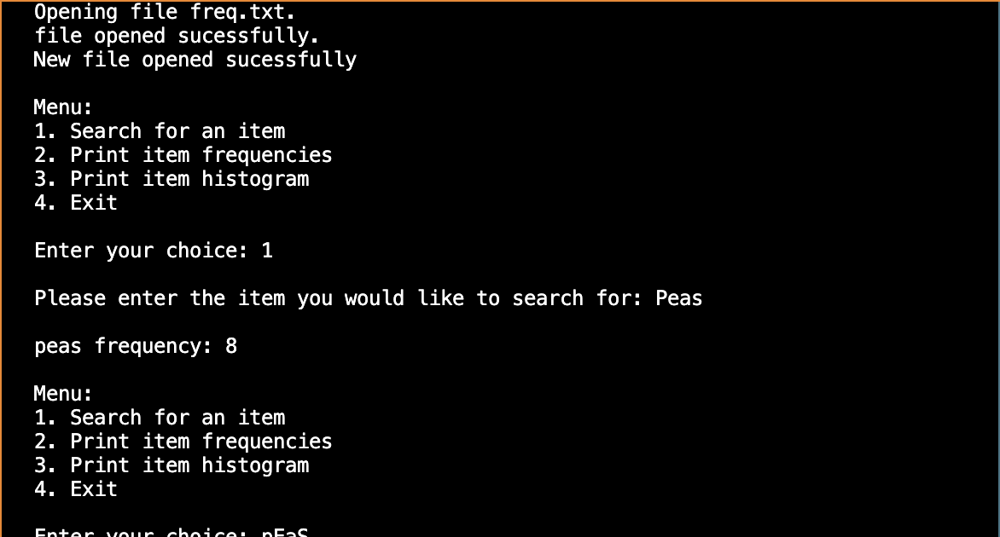 Opening file freq.txt.
file opened sucessfully.
New file opened sucessfully
Menu:
1. Search for an item
2. Print item frequencies
3. Print item histogram
4. Exit
Enter your choice: 1
Please enter the item you would like to search for: Peas
peas frequency: 8
Menu:
1. Search for an item
2. Print item frequencies
3. Print item histogram
4. Exit
Enter your choice: pEaS